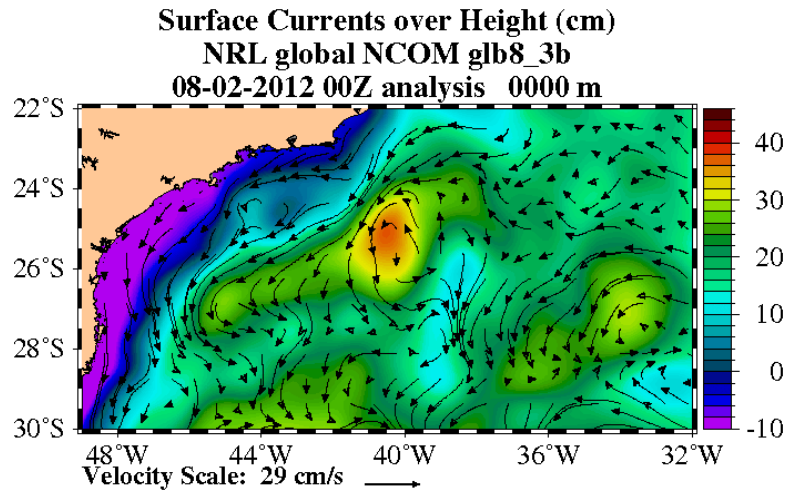 Surface Currents over Height (cm)
NRL global NCOM glb8_3b
08-02-2012 00Z analysis 0000 m
22°S
24°S
26°S
28°S
30°S
48°W
44°W
40°W
36°W
32°W
40
30
20
10
0
-10
Velocity Scale: 29 cm/s